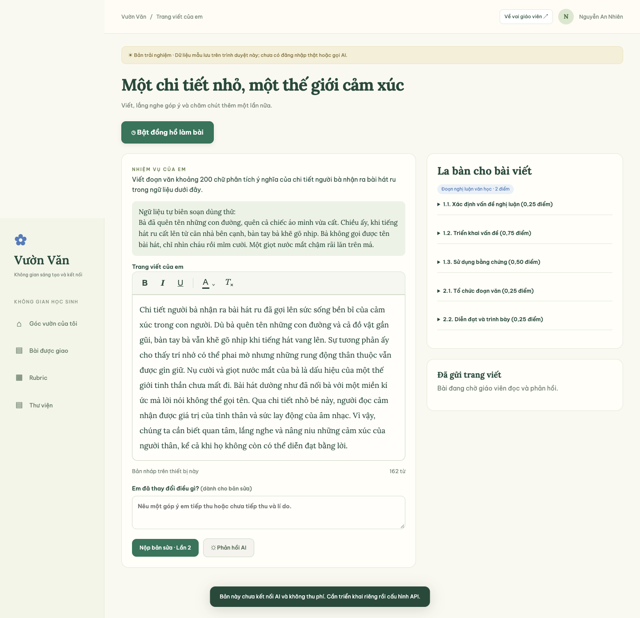 Vườn Văn / Trang viết của em
Về vai giáo viên ↗
N
Nguyễn An Nhiên
☀ Bản trải nghiệm · Dữ liệu mẫu lưu trên trình duyệt này; chưa có đăng nhập thật hoặc gọi AI.
Một chi tiết nhỏ, một thế giới cảm xúc
Viết, lắng nghe góp ý và chăm chút thêm một lần nữa.
◷ Bật đồng hồ làm bài
NHIỆM VỤ CỦA EM
Viết đoạn văn khoảng 200 chữ phân tích ý nghĩa của chi tiết người bà nhận ra bài hát ru
trong ngữ liệu dưới đây.
Ngữ liệu tự biên soạn dùng thử:
Bà đã quên tên những con đường, quên cả chiếc áo mình vừa cất. Chiều ấy, khi tiếng
hát ru cất lên từ căn nhà bên cạnh, bàn tay bà khẽ gõ nhịp. Bà không gọi được tên
bài hát, chỉ nhìn cháu rồi mỉm cười. Một giọt nước mắt chậm rãi lăn trên má.
Trang viết của em
B I U A ⌄ T×
Chi tiết người bà nhận ra bài hát ru đã gợi lên sức sống bền bỉ của cảm
xúc trong con người. Dù bà quên tên những con đường và cả đồ vật gần
gũi, bàn tay bà vẫn khẽ gõ nhịp khi tiếng hát vang lên. Sự tương phản ấy
cho thấy trí nhớ có thể phai mờ nhưng những rung động thân thuộc vẫn
được gìn giữ. Nụ cười và giọt nước mắt của bà là dấu hiệu của một thế
giới tinh thần chưa mất đi. Bài hát dường như đã nối bà với một miền kí
ức mà lời nói không thể gọi tên. Qua chi tiết nhỏ bé này, người đọc cảm
nhận được giá trị của tình thân và sức lay động của âm nhạc. Vì vậy,
chúng ta cần biết quan tâm, lắng nghe và nâng niu những cảm xúc của
người thân, kể cả khi họ không còn có thể diễn đạt bằng lời.
Bản nháp trên thiết bị này
162 từ
Em đã thay đổi điều gì? (dành cho bản sửa)
Nêu một góp ý em tiếp thu hoặc chưa tiếp thu và lí do.
Nộp bản sửa · Lần 2
Phản hồi AI
La bàn cho bài viết
Đoạn nghị luận văn học · 2 điểm
▸ 1.1. Xác định vấn đề nghị luận (0,25 điểm)
▸ 1.2. Triển khai vấn đề (0,75 điểm)
▸ 1.3. Sử dụng bằng chứng (0,50 điểm)
▸ 2.1. Tổ chức đoạn văn (0,25 điểm)
▸ 2.2. Diễn đạt và trình bày (0,25 điểm)
Đã gửi trang viết
Bài đang chờ giáo viên đọc và phản hồi.
Vườn Văn
Không gian sáng tạo và kết nối
KHÔNG GIAN HỌC SINH
Góc vườn của tôi
Bài được giao
Rubric
Thư viện
Bản này chưa kết nối AI và không thu phí. Cần triển khai riêng rồi cấu hình API.